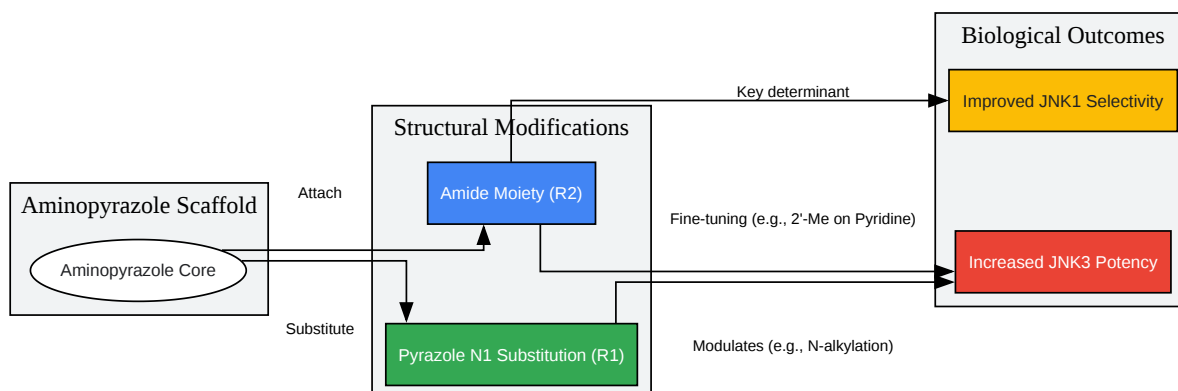 Biological Outcomes
Improved JNK1 Selectivity
Key determinant
Structural Modifications
Amide Moiety (R2)
Attach
Aminopyrazole Scaffold
Fine-tuning (e.g., 2'-Me on Pyridine)
Aminopyrazole Core
Increased JNK3 Potency
Substitute
Pyrazole N1 Substitution (R1)
Modulates (e.g., N-alkylation)